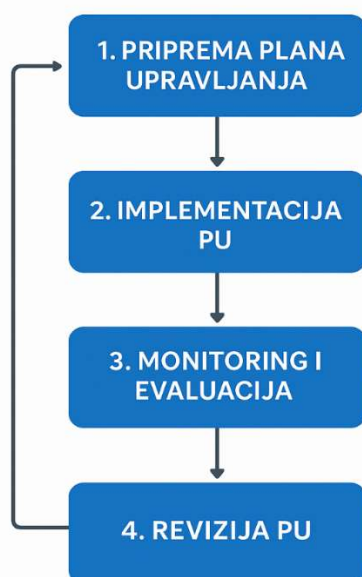 1. PRIPREMA PLANA
UPRAVLJANJA
2. IMPLEMENTACIJA
PU
3. MONITORING I
EVALUACIJA
4. REVIZIJA PU